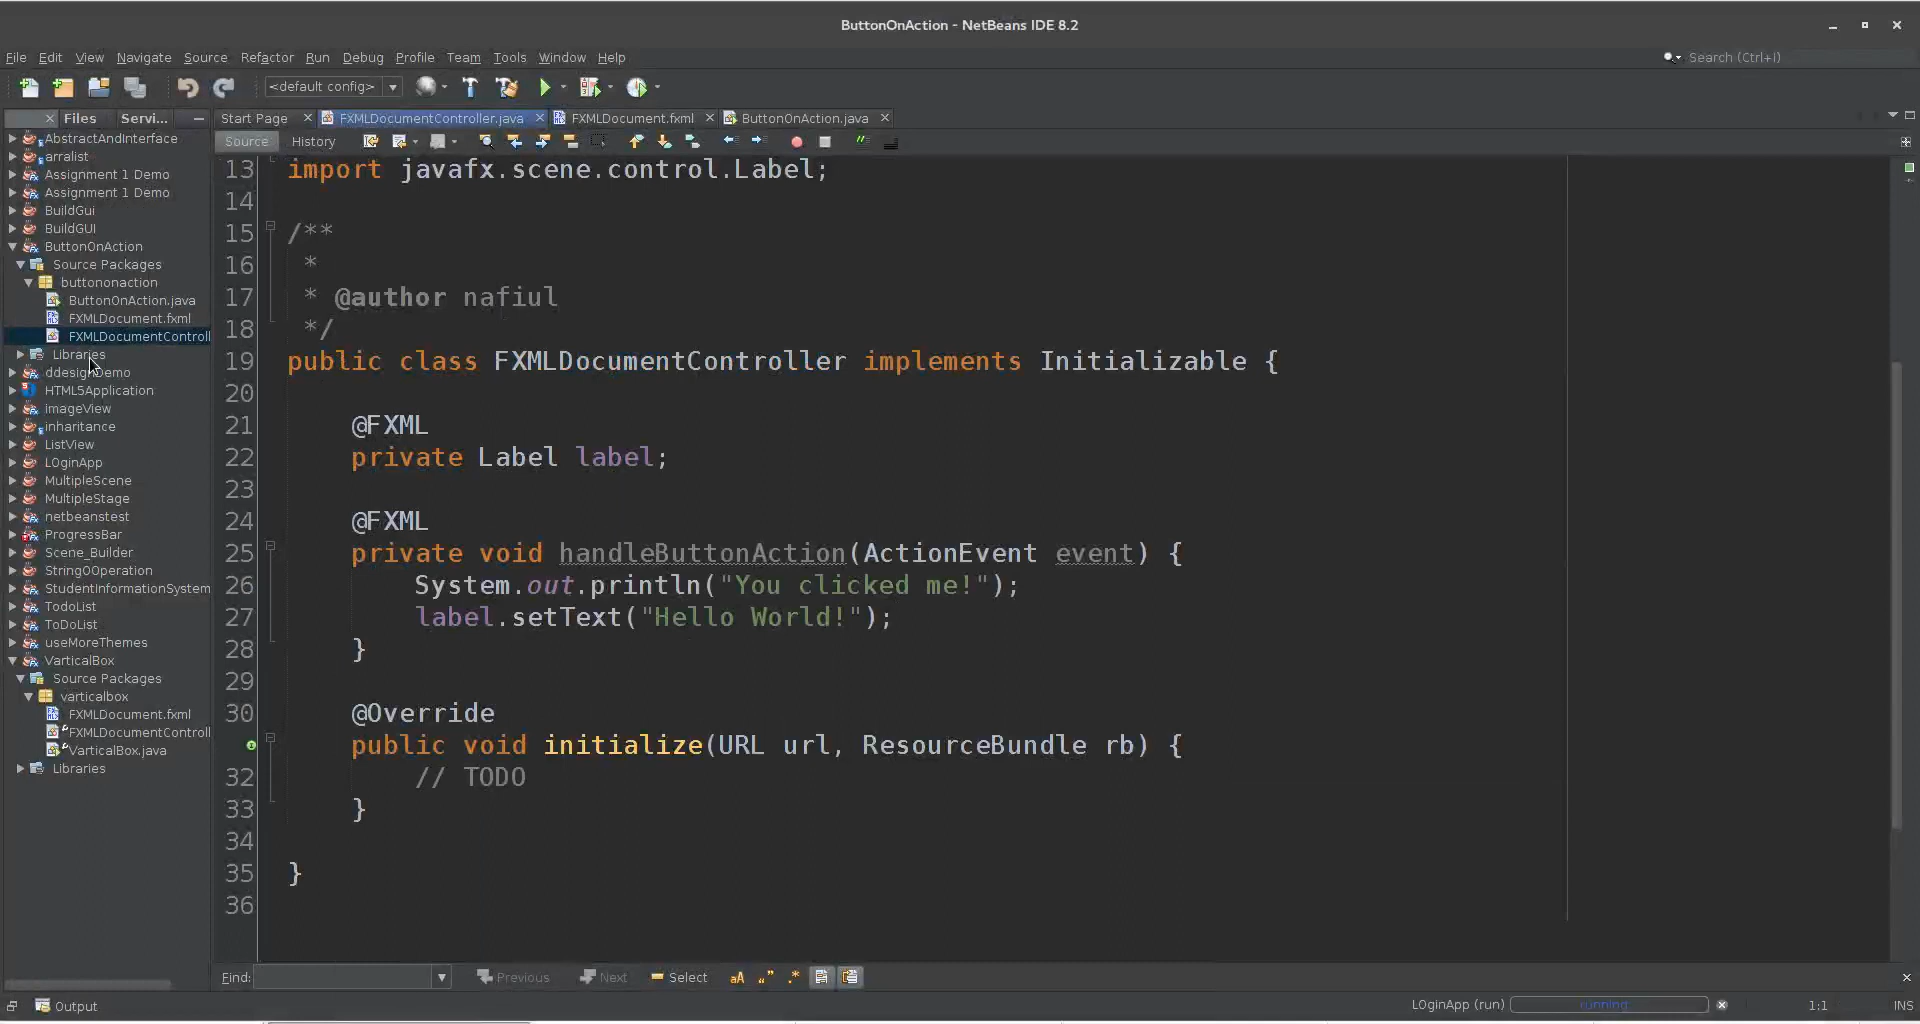 ButtonOnAction - NetBeans IDE 8.2
File Edit View Navigate Source Refactor Run Debug Profile Team Tools Window Help
Search (Ctrl+I)
<default config>
Files Servi...
Start Page FXMLDocumentController.java FXMLDocument.fxml ButtonOnAction.java
Source History
AbstractAndInterface
arralist
Assignment 1 Demo
Assignment 1 Demo
BuildGui
BuildGUI
ButtonOnAction
Source Packages
buttononaction
ButtonOnAction.java
FXMLDocument.fxml
FXMLDocumentControll
Libraries
ddesignDemo
HTML5Application
imageView
inharitance
ListView
LOginApp
MultipleScene
MultipleStage
netbeanstest
ProgressBar
Scene_Builder
StringOOperation
StudentInformationSystem
TodoList
ToDoList
useMoreThemes
VarticalBox
Source Packages
varticalbox
FXMLDocument.fxml
FXMLDocumentControll
VarticalBox.java
Libraries
13 import javafx.scene.control.Label;
14
15 /**
16 *
17 * @author nafiul
18 */
19 public class FXMLDocumentController implements Initializable {
20
21 @FXML
22 private Label label;
23
24 @FXML
25 private void handleButtonAction(ActionEvent event) {
26 System.out.println("You clicked me!");
27 label.setText("Hello World!");
28 }
29
30 @Override
public void initialize(URL url, ResourceBundle rb) {
32 // TODO
33 }
34
35 }
36
Find: Previous Next Select aA
Output
LOginApp (run) running 1:1 INS